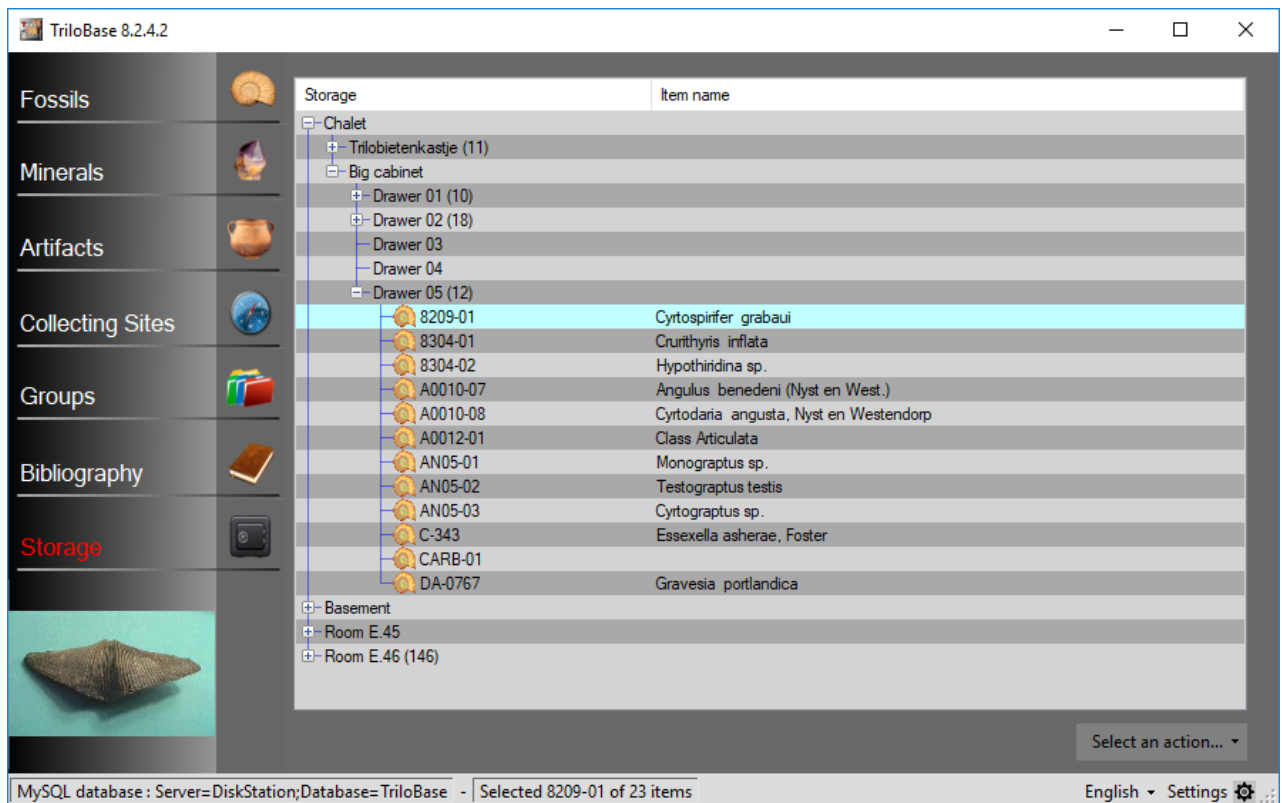 TriloBase 8.2.4.2
Fossils
Minerals
Artifacts
Collecting Sites
Groups
Bibliography
Storage
Storage Item name
Chalet
Trilobietenkastje (11)
Big cabinet
Drawer 01 (10)
Drawer 02 (18)
Drawer 03
Drawer 04
Drawer 05 (12)
8209-01 Cyrtospirifer grabaui
8304-01 Crurithyris inflata
8304-02 Hypothiridina sp.
A0010-07 Angulus benedeni (Nyst en West.)
A0010-08 Cyrtodaria angusta, Nyst en Westendorp
A0012-01 Class Articulata
AN05-01 Monograptus sp.
AN05-02 Testograptus testis
AN05-03 Cyrtograptus sp.
C-343 Essexella asherae, Foster
CARB-01
DA-0767 Gravesia portlandica
Basement
Room E.45
Room E.46 (146)
Select an action...
MySQL database : Server=DiskStation;Database=TriloBase - Selected 8209-01 of 23 items English Settings